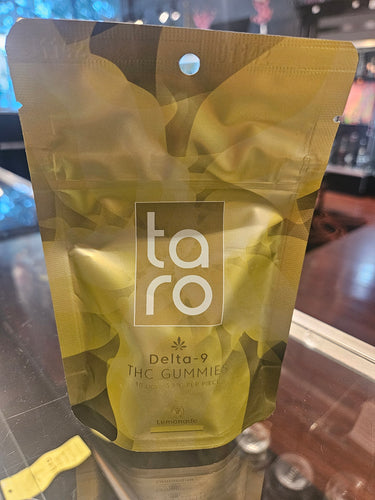 ta
ro
Delta-9
THC GUMMIES
Lemonade